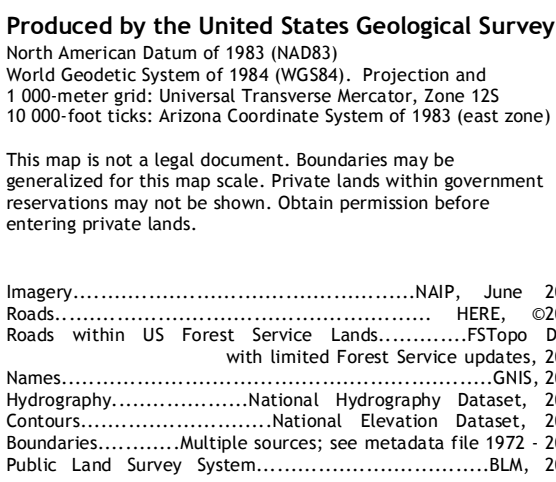 Produced by the United States Geological Survey
North American Datum of 1983 (NAD83)
World Geodetic System of 1984 (WGS84). Projection and
1 000-meter grid: Universal Transverse Mercator, Zone 12S
10 000-foot ticks: Arizona Coordinate System of 1983 (east zone)
This map is not a legal document. Boundaries may be
generalized for this map scale. Private lands within government
reservations may not be shown. Obtain permission before
entering private lands.
Imagery..........................................NAIP, June
Roads.............................................. HERE,
Roads within US Forest Service Lands.............FSTopo
with limited Forest Service updates,
Names....................................................GNIS,
Hydrography.................National Hydrography Dataset,
Contours............................National Elevation Dataset,
Boundaries............Multiple sources; see metadata file 1972 -
Public Land Survey System..................................BLM,